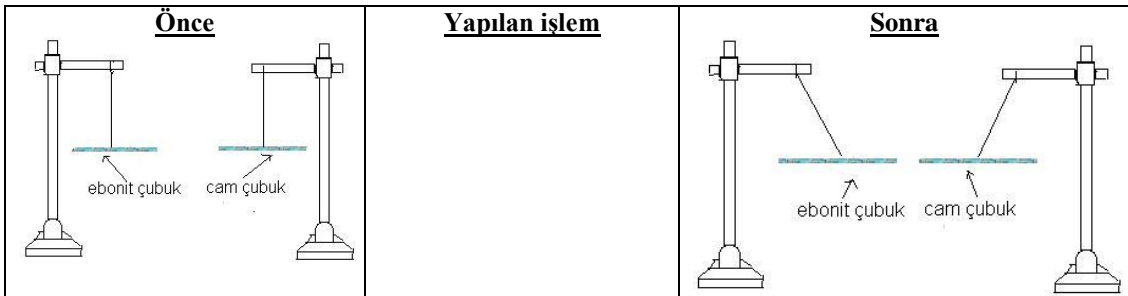 Önce
Yapılan işlem
Sonra
ebonit çubuk
cam çubuk
ebonit çubuk
cam çubuk